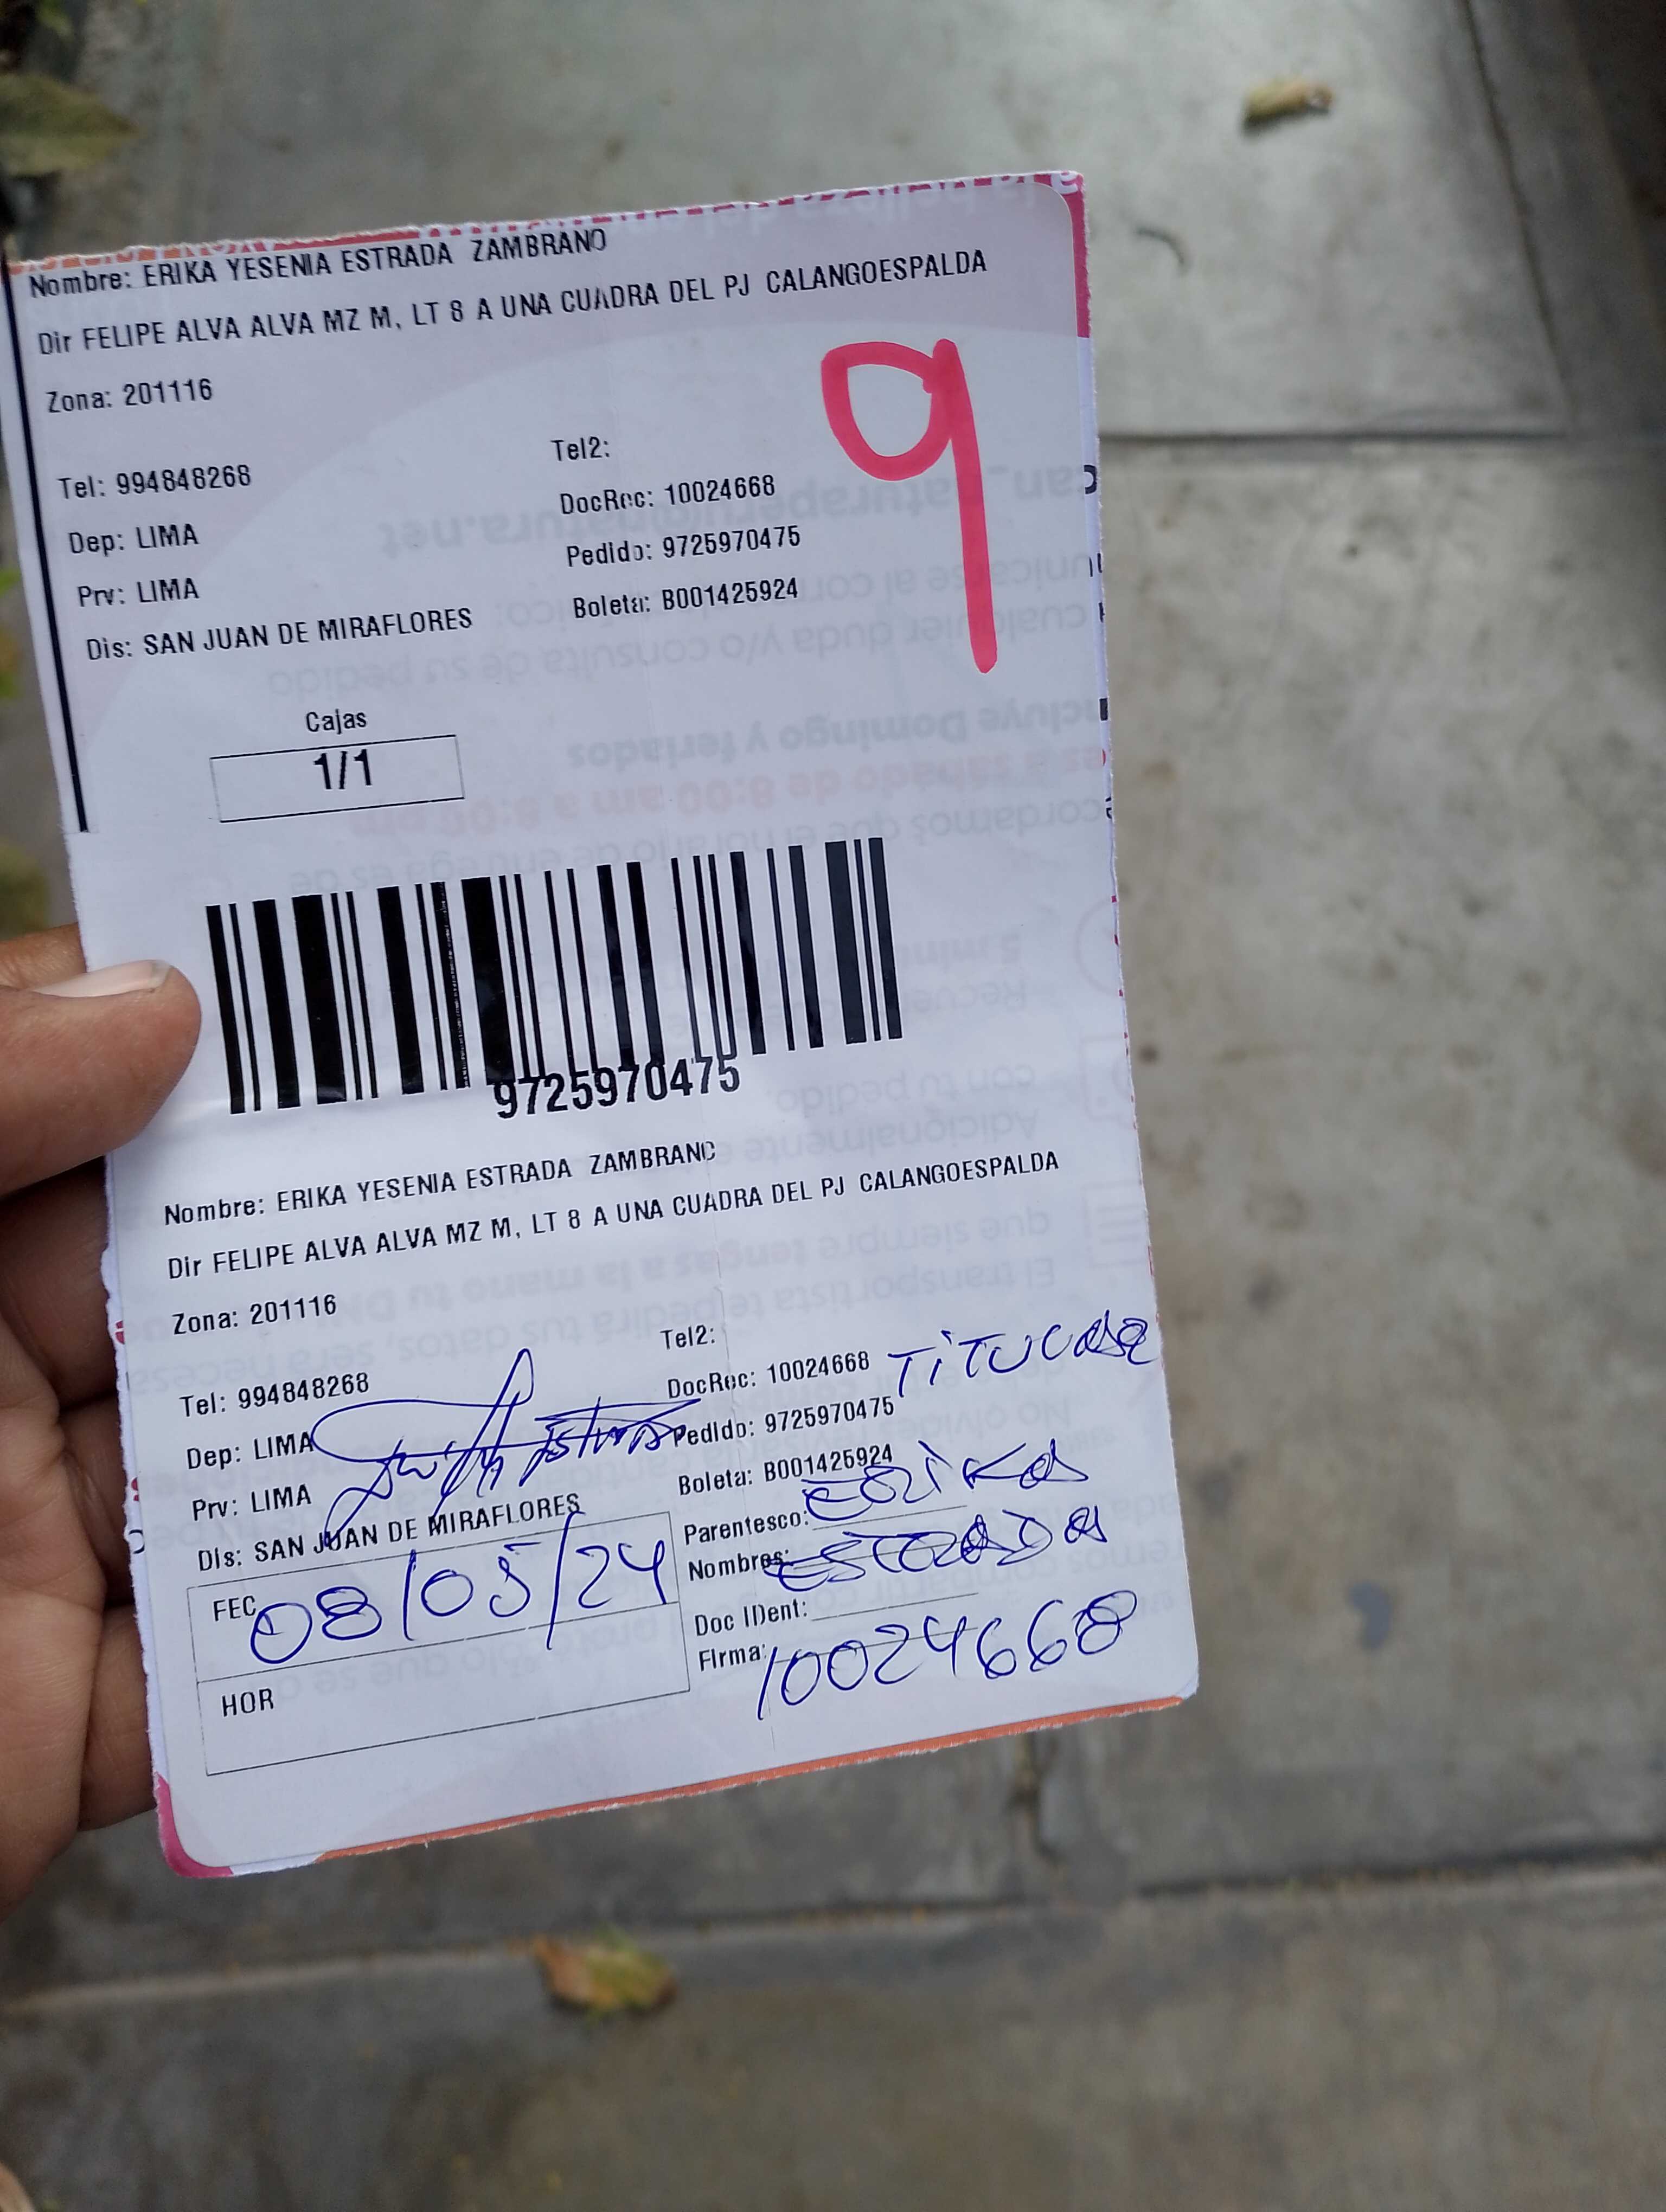 Nombre: ERIKA YESENIA ESTRADA ZAMBRANO
Dir FELIPE ALVA ALVA MZ M, LT 8 A UNA CUADRA DEL PJ CALANGOESPALDA
Zona: 201116
9
Tel: 994848268 Tel2:
DocRec: 10024668
Dep: LIMA Pedido: 9725970475
Prv: LIMA Boleta: B001425924
Dis: SAN JUAN DE MIRAFLORES
Cajas
1/1
9725970475
Nombre: ERIKA YESENIA ESTRADA ZAMBRANO
Dir FELIPE ALVA ALVA MZ M, LT 8 A UNA CUADRA DEL PJ CALANGOESPALDA
Zona: 201116
Tel: 994848268 Tel2:
DocRec: 10024668
Dep: LIMA Pedido: 9725970475
Prv: LIMA Boleta: B001425924
Dis: SAN JUAN DE MIRAFLORES
Parentesco: ERIKA
Nombres: ESTRADA
FEC 08/05/24
Doc IDent:
Firma: 10024668
HOR